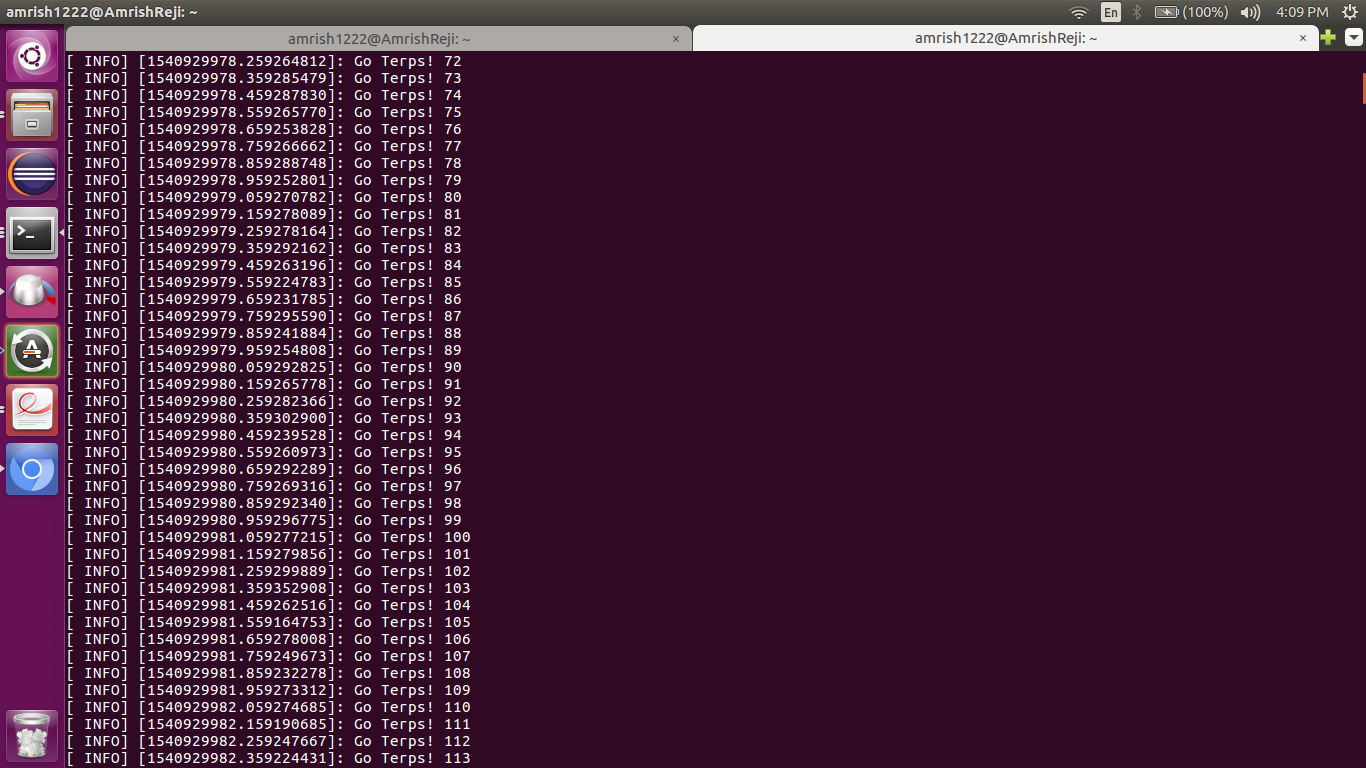 amrish1222@AmrishReji: ~
En
(100%)
4:09 PM
amrish1222@AmrishReji: ~ ×
amrish1222@AmrishReji: ~ ×
[ INFO] [1540929978.259264812]: Go Terps! 72
[ INFO] [1540929978.359285479]: Go Terps! 73
[ INFO] [1540929978.459287830]: Go Terps! 74
[ INFO] [1540929978.559265770]: Go Terps! 75
[ INFO] [1540929978.659253828]: Go Terps! 76
[ INFO] [1540929978.759266662]: Go Terps! 77
[ INFO] [1540929978.859288748]: Go Terps! 78
[ INFO] [1540929978.959252801]: Go Terps! 79
[ INFO] [1540929979.059270782]: Go Terps! 80
[ INFO] [1540929979.159278089]: Go Terps! 81
[ INFO] [1540929979.259278164]: Go Terps! 82
[ INFO] [1540929979.359292162]: Go Terps! 83
[ INFO] [1540929979.459263196]: Go Terps! 84
[ INFO] [1540929979.559224783]: Go Terps! 85
[ INFO] [1540929979.659231785]: Go Terps! 86
[ INFO] [1540929979.759295590]: Go Terps! 87
[ INFO] [1540929979.859241884]: Go Terps! 88
[ INFO] [1540929979.959254808]: Go Terps! 89
[ INFO] [1540929980.059292825]: Go Terps! 90
[ INFO] [1540929980.159265778]: Go Terps! 91
[ INFO] [1540929980.259282366]: Go Terps! 92
[ INFO] [1540929980.359302900]: Go Terps! 93
[ INFO] [1540929980.459239528]: Go Terps! 94
[ INFO] [1540929980.559260973]: Go Terps! 95
[ INFO] [1540929980.659292289]: Go Terps! 96
[ INFO] [1540929980.759269316]: Go Terps! 97
[ INFO] [1540929980.859292340]: Go Terps! 98
[ INFO] [1540929980.959296775]: Go Terps! 99
[ INFO] [1540929981.059277215]: Go Terps! 100
[ INFO] [1540929981.159279856]: Go Terps! 101
[ INFO] [1540929981.259299889]: Go Terps! 102
[ INFO] [1540929981.359352908]: Go Terps! 103
[ INFO] [1540929981.459262516]: Go Terps! 104
[ INFO] [1540929981.559164753]: Go Terps! 105
[ INFO] [1540929981.659278008]: Go Terps! 106
[ INFO] [1540929981.759249673]: Go Terps! 107
[ INFO] [1540929981.859232278]: Go Terps! 108
[ INFO] [1540929981.959273312]: Go Terps! 109
[ INFO] [1540929982.059274685]: Go Terps! 110
[ INFO] [1540929982.159190685]: Go Terps! 111
[ INFO] [1540929982.259247667]: Go Terps! 112
[ INFO] [1540929982.359224431]: Go Terps! 113